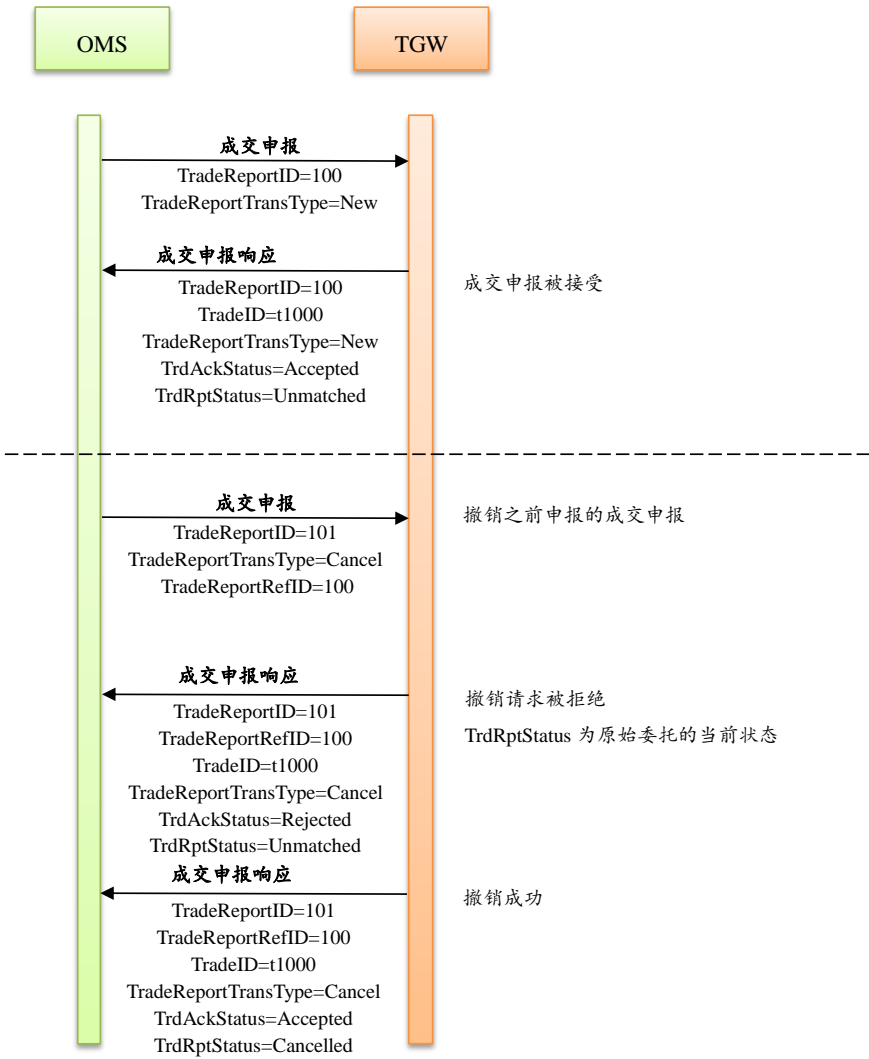 OMS
TGW
成交申报
TradeReportID=100
TradeReportTransType=New
成交申报响应
TradeReportID=100
TradeID=t1000
TradeReportTransType=New
TrdAckStatus=Accepted
TrdRptStatus=Unmatched
成交申报被接受
成交申报
TradeReportID=101
TradeReportTransType=Cancel
TradeReportRefID=100
撤销之前申报的成交申报
成交申报响应
TradeReportID=101
TradeReportRefID=100
TradeID=t1000
TradeReportTransType=Cancel
TrdAckStatus=Rejected
TrdRptStatus=Unmatched
撤销请求被拒绝
TrdRptStatus 为原始委托的当前状态
成交申报响应
TradeReportID=101
TradeReportRefID=100
TradeID=t1000
TradeReportTransType=Cancel
TrdAckStatus=Accepted
TrdRptStatus=Cancelled
撤销成功